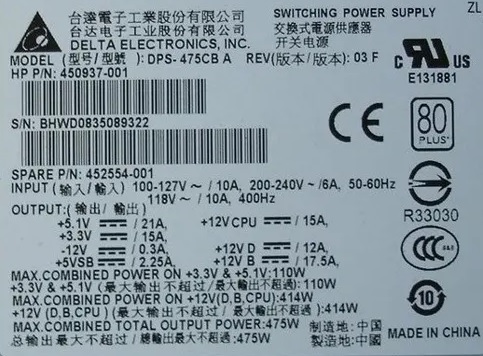 台達電子工業股份有限公司
台达电子工业股份有限公司
DELTA ELECTRONICS, INC.
SWITCHING POWER SUPPLY
交換式電源供應器
开关电源
ZL
MODEL (型号/型號): DPS-475CB A REV(版本/版本): 03 F
HP P/N: 450937-001
S/N: BHWD0835089322
SPARE P/N: 452554-001
INPUT (输入/輸入) 100-127V ~ / 10A, 200-240V ~/6A, 50-60Hz
118V ~ / 10A, 400Hz
OUTPUT: (输出/輸出)
+5.1V ⎓ / 21A, +12V CPU ⎓ / 15A,
+3.3V ⎓ / 15A,
-12V ⎓ / 0.3A, +12V D ⎓ / 12A,
+5VSB ⎓ / 2.25A, +12V B ⎓ / 17.5A,
MAX.COMBINED POWER ON +3.3V & +5.1V:110W
+3.3V & +5.1V (最大输出不超过/最大輸出不超過): 110W
MAX.COMBINED POWER ON +12V(D,B,CPU):414W
+12V (D,B,CPU) (最大输出不超过/最大輸出不超過):414W
MAX.COMBINED TOTAL OUTPUT POWER:475W
总输出最大不超过/總輸出最大不超過:475W
制造地: 中国
製造地: 中國
c UR US
E131881
CE
80
PLUS
R33030
CCC
S&E
10
MADE IN CHINA